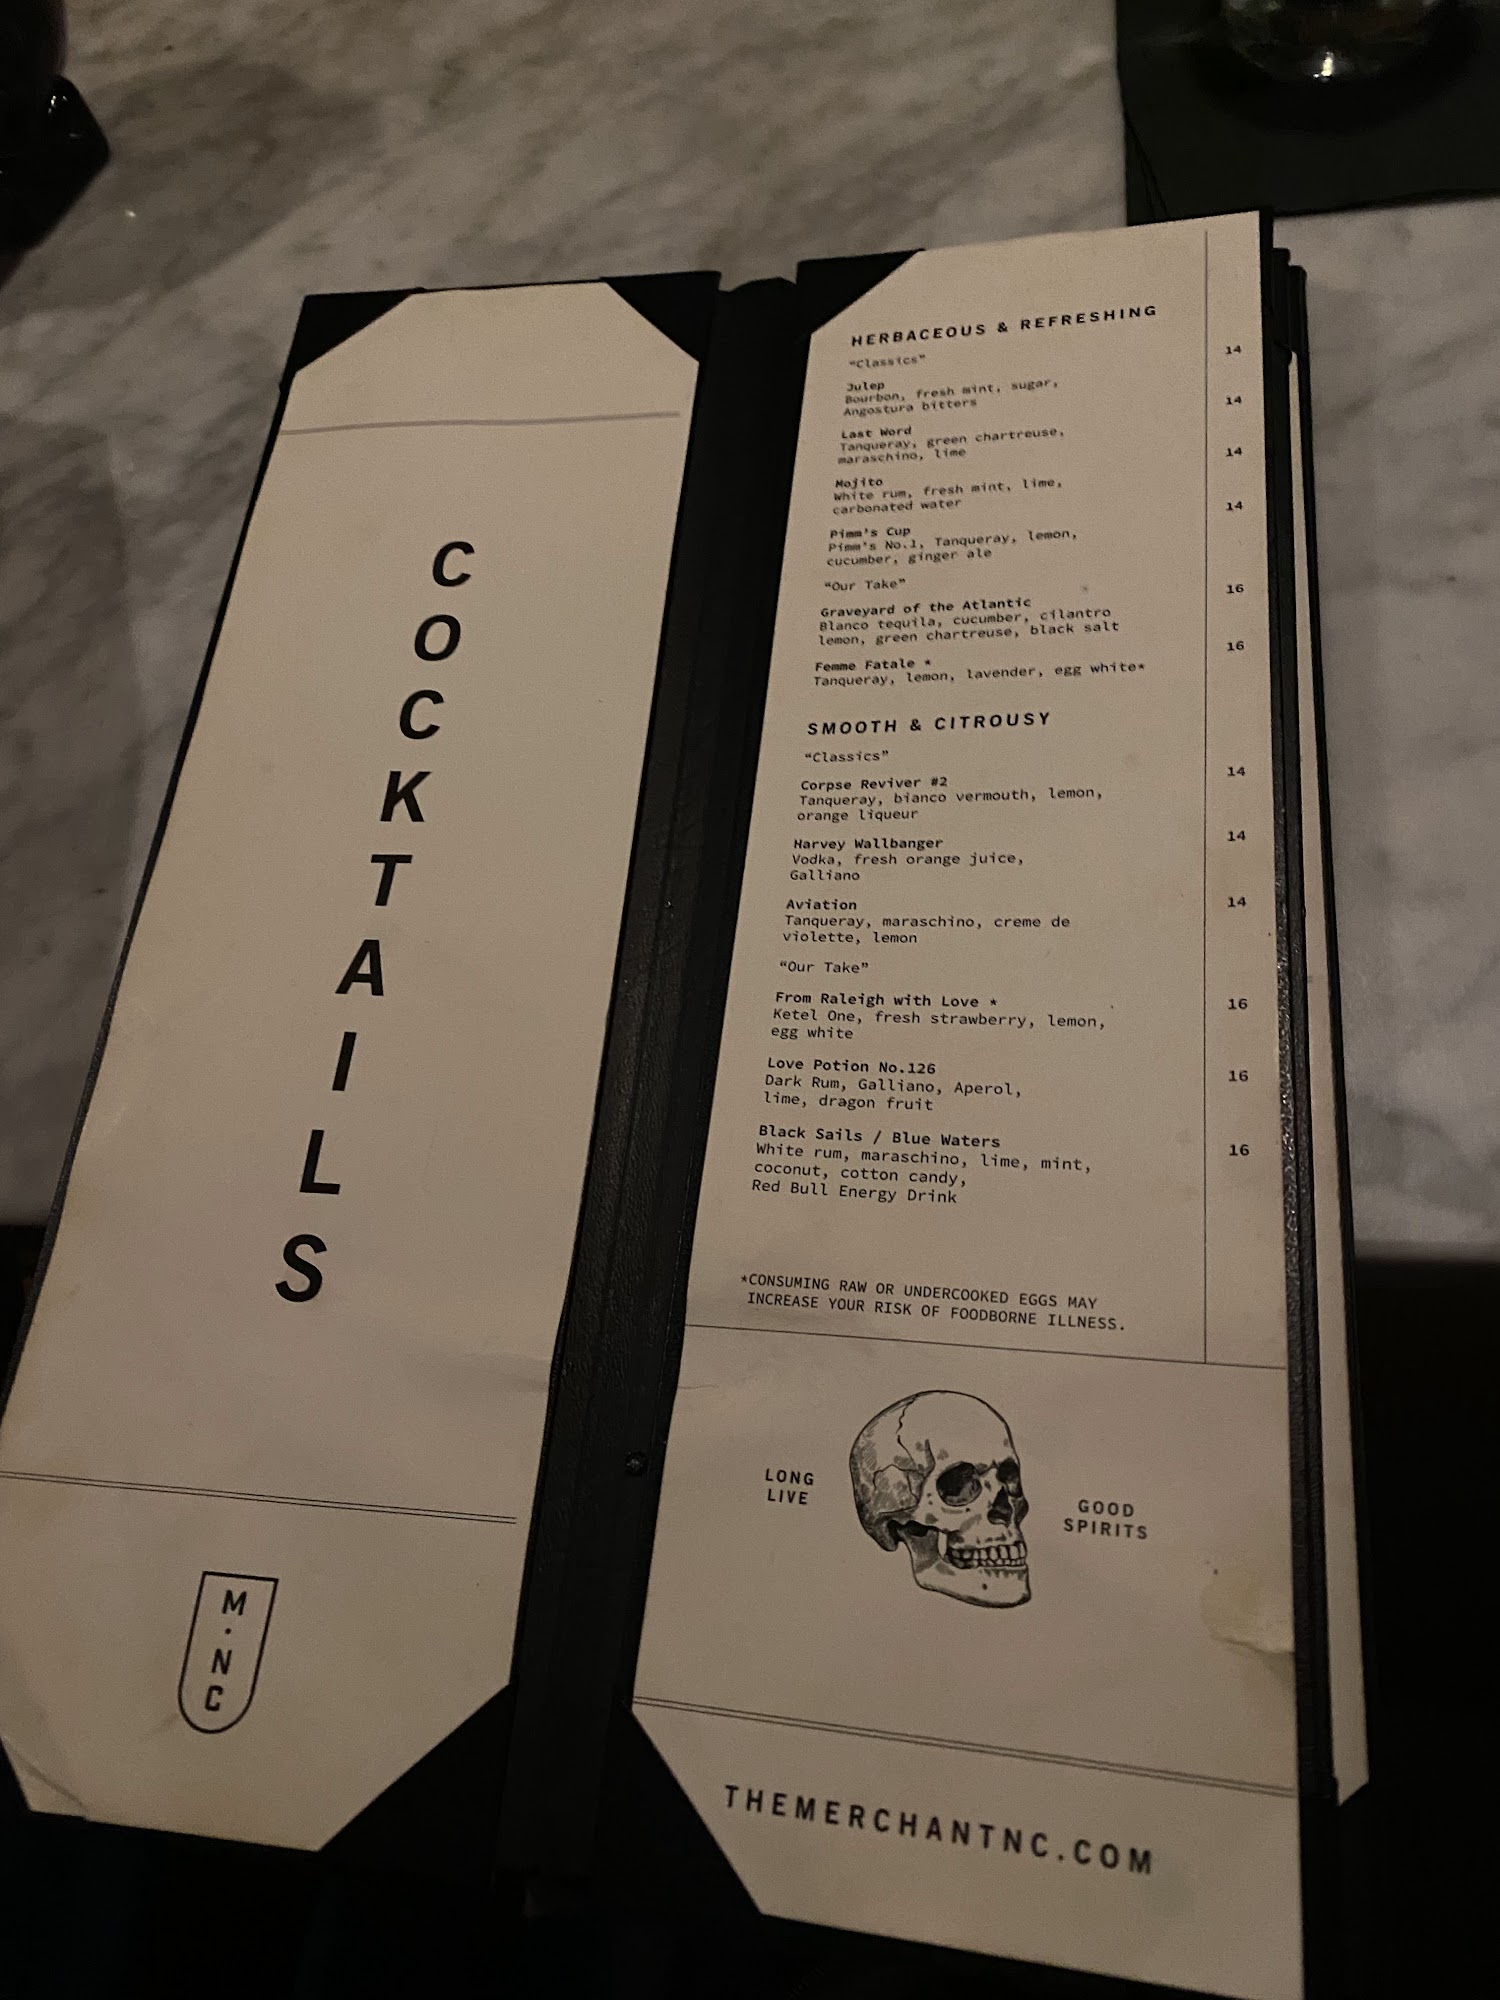 C
O
C
K
T
A
I
L
S
M
·
N
C
HERBACEOUS & REFRESHING
“Classics”
Julep 14
Bourbon, fresh mint, sugar,
Angostura bitters
Last Word 14
Tanqueray, green chartreuse,
maraschino, lime
Mojito 14
White rum, fresh mint, lime,
carbonated water
Pimm's Cup 14
Pimm's No.1, Tanqueray, lemon,
cucumber, ginger ale
“Our Take”
Graveyard of the Atlantic 16
Blanco tequila, cucumber, cilantro
lemon, green chartreuse, black salt
Femme Fatale * 16
Tanqueray, lemon, lavender, egg white*
SMOOTH & CITROUSY
“Classics”
Corpse Reviver #2 14
Tanqueray, bianco vermouth, lemon,
orange liqueur
Harvey Wallbanger 14
Vodka, fresh orange juice,
Galliano
Aviation 14
Tanqueray, maraschino, creme de
violette, lemon
“Our Take”
From Raleigh with Love * 16
Ketel One, fresh strawberry, lemon,
egg white
Love Potion No.126 16
Dark Rum, Galliano, Aperol,
lime, dragon fruit
Black Sails / Blue Waters 16
White rum, maraschino, lime, mint,
coconut, cotton candy,
Red Bull Energy Drink
*CONSUMING RAW OR UNDERCOOKED EGGS MAY
INCREASE YOUR RISK OF FOODBORNE ILLNESS.
LONG
LIVE
GOOD
SPIRITS
THEMERCHANTNC.COM